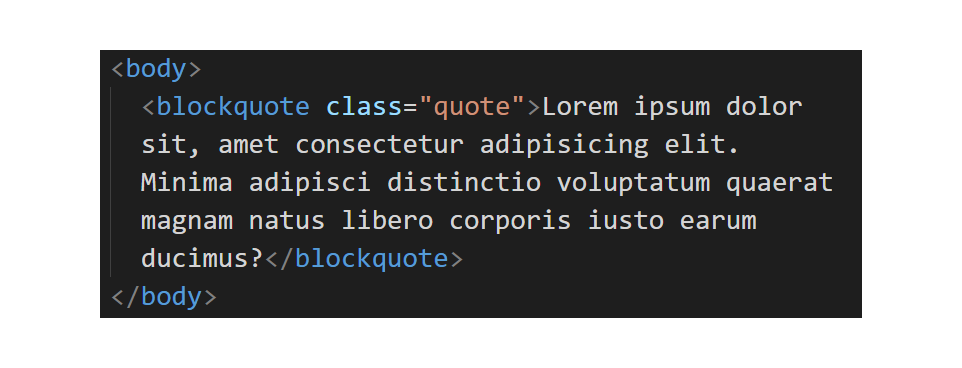 <body>
<blockquote class="quote">Lorem ipsum dolor
sit, amet consectetur adipisicing elit.
Minima adipisci distinctio voluptatum quaerat
magnam natus libero corporis iusto earum
ducimus?</blockquote>
</body>